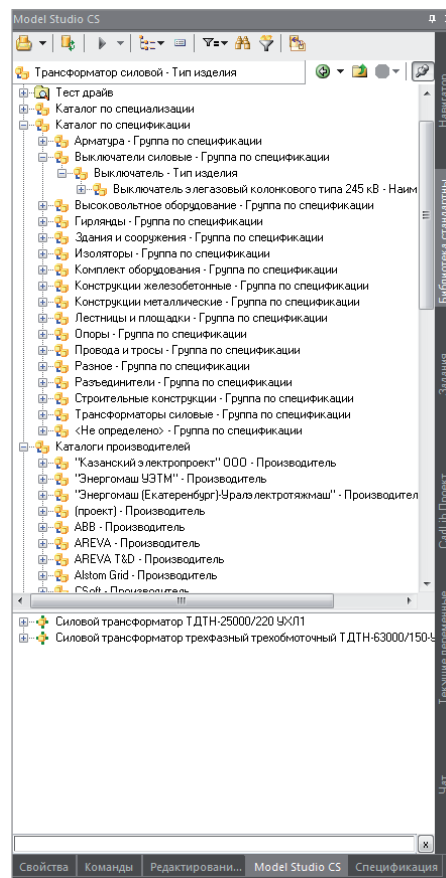 Model Studio CS
Трансформатор силовой - Тип изделия
Тест драйв
Каталог по специализации
Каталог по спецификации
Арматура - Группа по спецификации
Выключатели силовые - Группа по спецификации
Выключатель - Тип изделия
Выключатель элегазовый колонкового типа 245 кВ - Наим
Высоковольтное оборудование - Группа по спецификации
Гирлянды - Группа по спецификации
Здания и сооружения - Группа по спецификации
Изоляторы - Группа по спецификации
Комплект оборудования - Группа по спецификации
Конструкции железобетонные - Группа по спецификации
Конструкции металлические - Группа по спецификации
Лестницы и площадки - Группа по спецификации
Опоры - Группа по спецификации
Провода и тросы - Группа по спецификации
Разное - Группа по спецификации
Разъединители - Группа по спецификации
Строительные конструкции - Группа по спецификации
Трансформаторы силовые - Группа по спецификации
<Не определено> - Группа по спецификации
Каталоги производителей
"Казанский электропроект" ООО - Производитель
"Энергомаш УЭТМ" - Производитель
"Энергомаш (Екатеренбург)-Уралэлектротяжмаш" - Производител
(проект) - Производитель
ABB - Производитель
AREVA - Производитель
AREVA T&D - Производитель
Alstom Grid - Производитель
CSoft - Производитель
Силовой трансформатор ТДТН-25000/220 УХЛ1
Силовой трансформатор трехфазный трехобмоточный ТДТН-63000/150-У
Навигатор
Библиотека стандартны
Задания
CadLib Проект
Текущие переменные
Чат
Свойства
Команды
Редактировани...
Model Studio CS
Спецификация